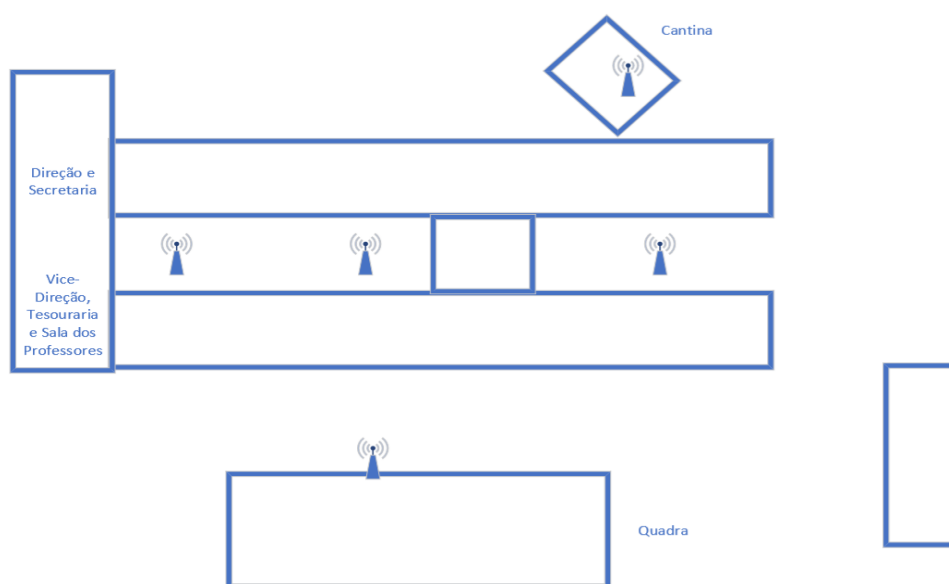 Cantina
Direção e
Secretaria
Vice-
Direção,
Tesouraria
e Sala dos
Professores
Quadra